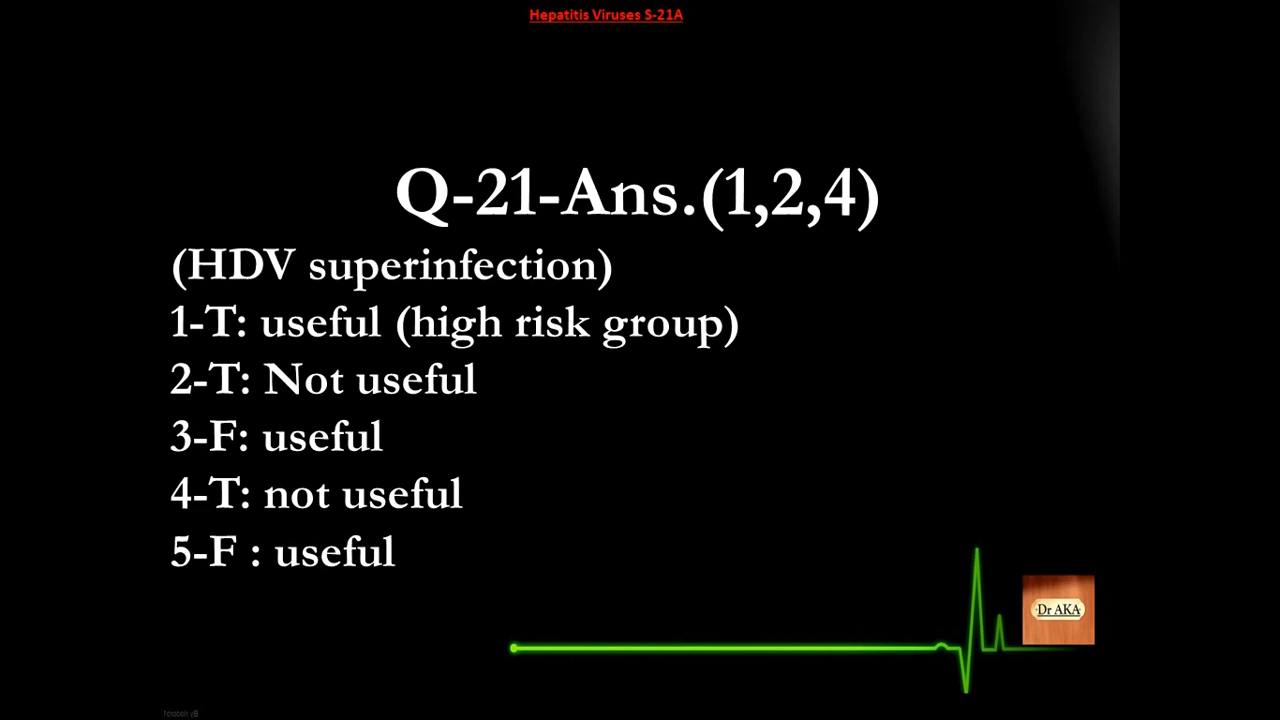 Hepatitis Viruses S-21A
Q-21-Ans.(1,2,4)
(HDV superinfection)
1-T: useful (high risk group)
2-T: Not useful
3-F: useful
4-T: not useful
5-F : useful
Dr AKA